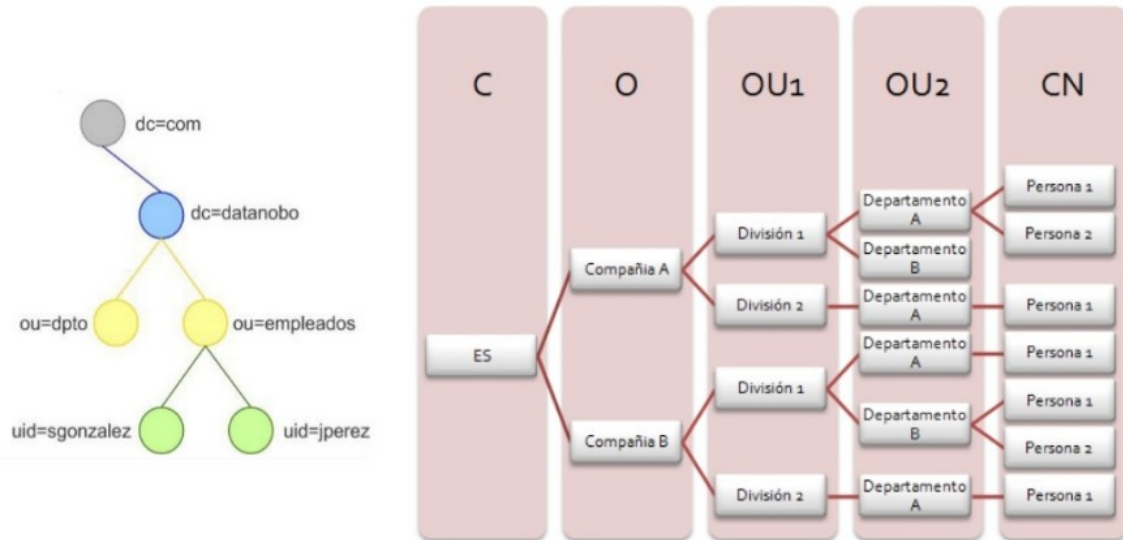 dc=com
dc=datanobo
ou=dpto
ou=empleados
uid=sgonzalez
uid=jperez
C
O
OU1
OU2
CN
ES
Compañia A
Compañia B
División 1
División 2
División 1
División 2
Departamento
A
Departamento
B
Departamento
A
Departamento
A
Departamento
B
Departamento
A
Persona 1
Persona 2
Persona 1
Persona 1
Persona 1
Persona 2
Persona 1